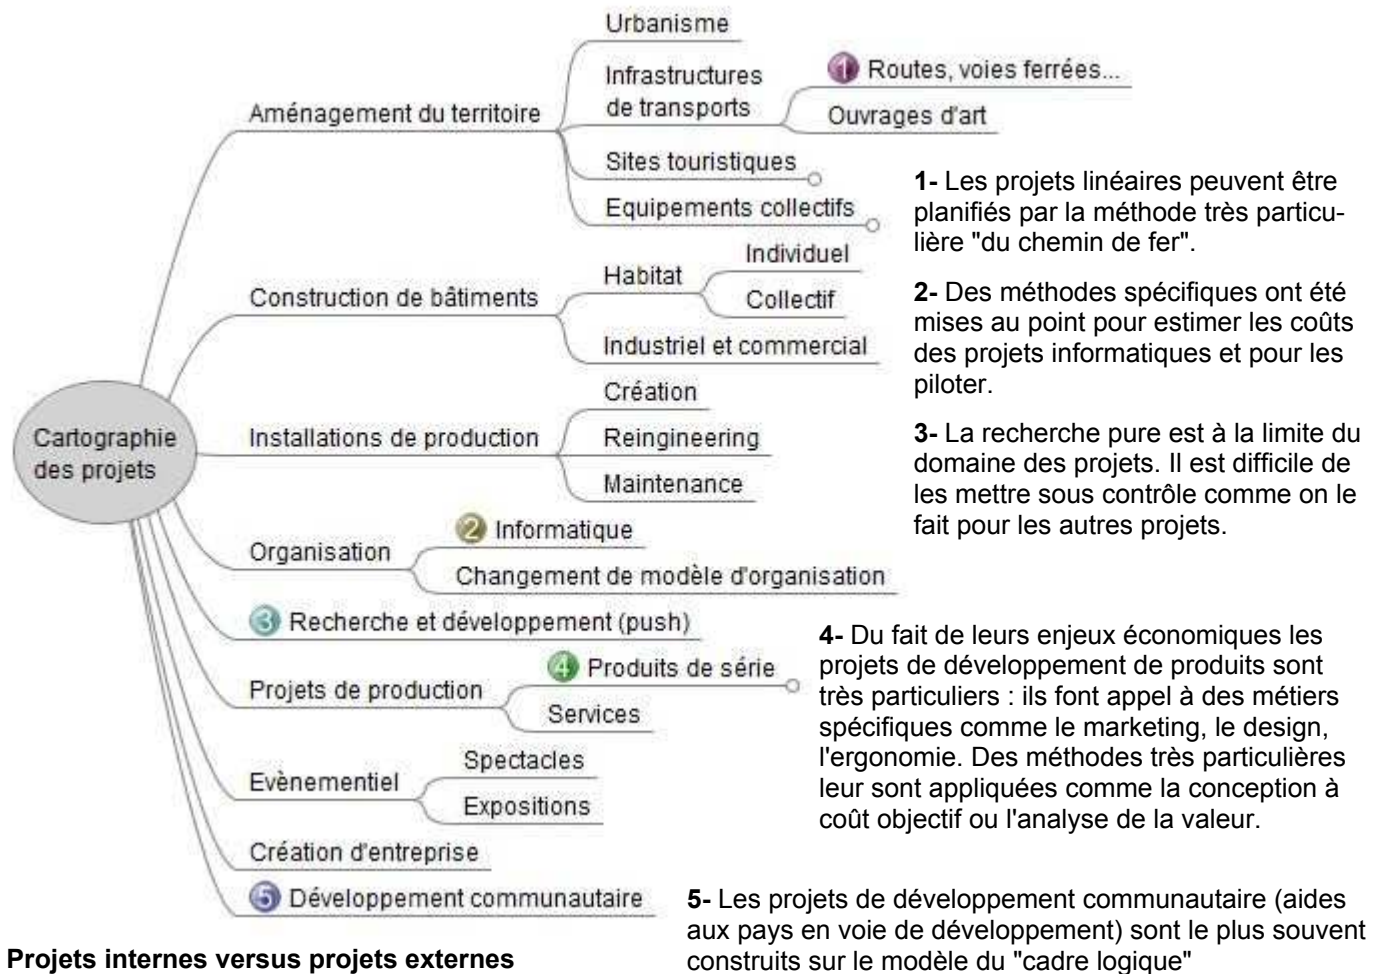 Urbanisme
Infrastructures
de transports
1 Routes, voies ferrées...
Ouvrages d'art
Aménagement du territoire
Sites touristiques
Equipements collectifs
Construction de bâtiments
Habitat
Individuel
Collectif
Industriel et commercial
Cartographie
des projets
Installations de production
Création
Reingineering
Maintenance
Organisation
2 Informatique
Changement de modèle d'organisation
3 Recherche et développement (push)
Projets de production
4 Produits de série
Services
Evènementiel
Spectacles
Expositions
Création d'entreprise
5 Développement communautaire
1- Les projets linéaires peuvent être
planifiés par la méthode très particu-
lière "du chemin de fer".
2- Des méthodes spécifiques ont été
mises au point pour estimer les coûts
des projets informatiques et pour les
piloter.
3- La recherche pure est à la limite du
domaine des projets. Il est difficile de
les mettre sous contrôle comme on le
fait pour les autres projets.
4- Du fait de leurs enjeux économiques les
projets de développement de produits sont
très particuliers : ils font appel à des métiers
spécifiques comme le marketing, le design,
l'ergonomie. Des méthodes très particulières
leur sont appliquées comme la conception à
coût objectif ou l'analyse de la valeur.
5- Les projets de développement communautaire (aides
aux pays en voie de développement) sont le plus souvent
construits sur le modèle du "cadre logique"
Projets internes versus projets externes